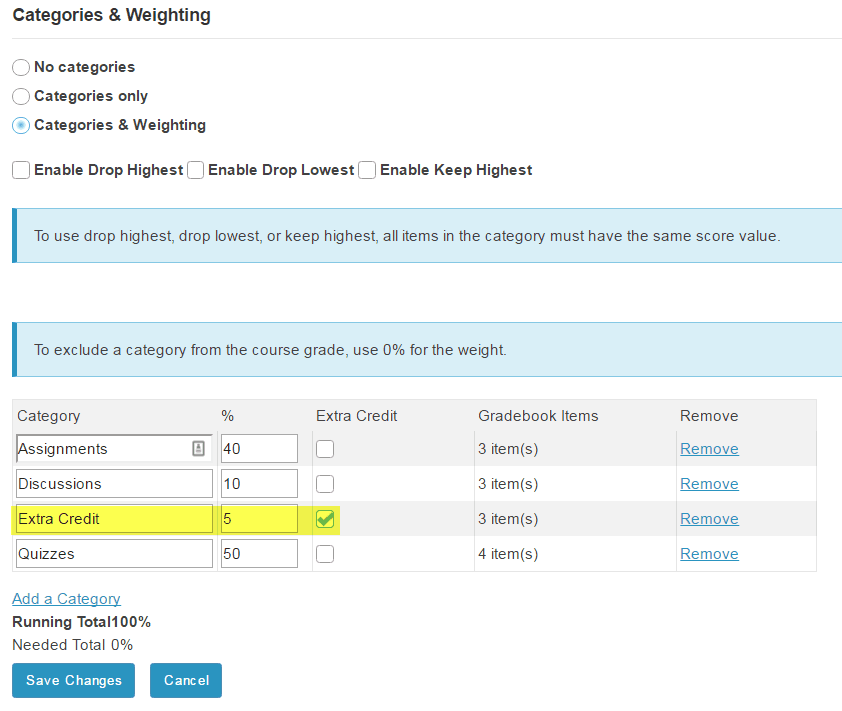 Categories & Weighting
No categories
Categories only
Categories & Weighting
Enable Drop Highest Enable Drop Lowest Enable Keep Highest
To use drop highest, drop lowest, or keep highest, all items in the category must have the same score value.
To exclude a category from the course grade, use 0% for the weight.
Category % Extra Credit Gradebook Items Remove
Assignments 40 3 item(s) Remove
Discussions 10 3 item(s) Remove
Extra Credit 5 3 item(s) Remove
Quizzes 50 4 item(s) Remove
Add a Category
Running Total100%
Needed Total 0%
Save Changes Cancel